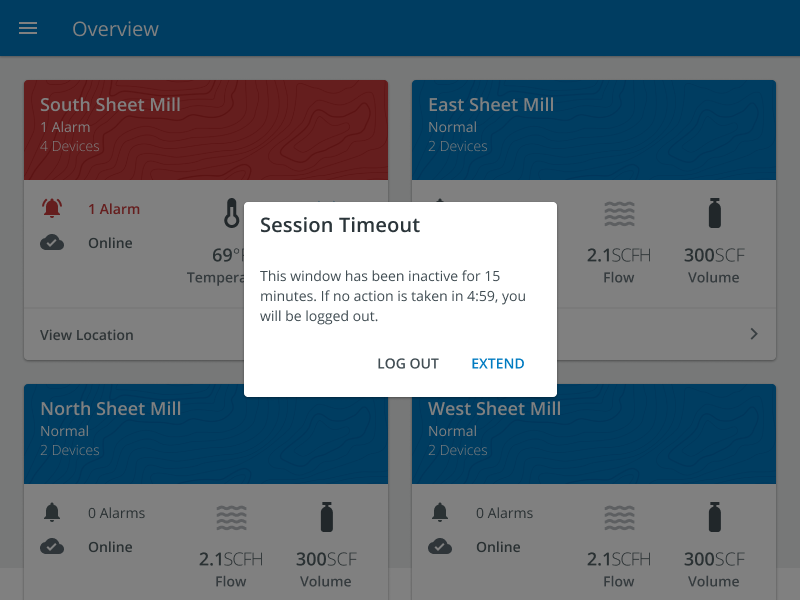 Overview
South Sheet Mill
1 Alarm
4 Devices
East Sheet Mill
Normal
2 Devices
1 Alarm
Online
69°
Tempera
2.1SCFH
Flow
300SCF
Volume
View Location
Session Timeout
This window has been inactive for 15
minutes. If no action is taken in 4:59, you
will be logged out.
LOG OUT
EXTEND
North Sheet Mill
Normal
2 Devices
West Sheet Mill
Normal
2 Devices
0 Alarms
Online
2.1SCFH
Flow
300SCF
Volume
0 Alarms
Online
2.1SCFH
Flow
300SCF
Volume